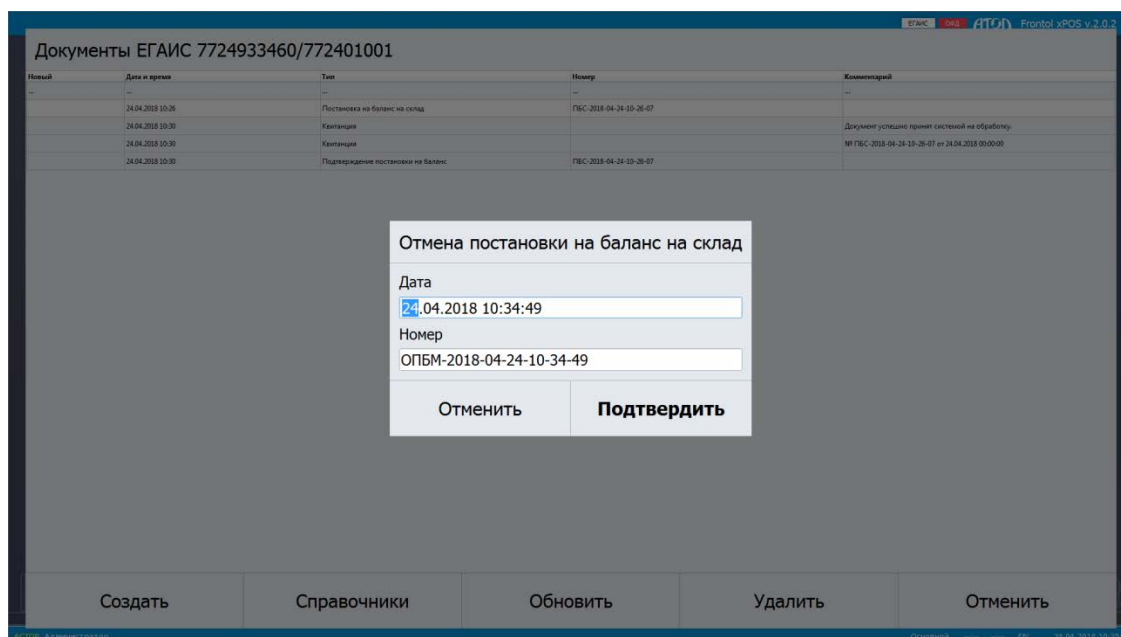 ЕГАИС ОФД АТОЛ Frontol xPOS v.2.0.2
Документы ЕГАИС 7724933460/772401001
Новый Дата и время Тип Номер Комментарий
... ... ... ... ...
24.04.2018 10:26 Постановка на баланс на склад ПБС-2018-04-24-10-26-07
24.04.2018 10:30 Квитанция Документ успешно принят системой на обработку.
24.04.2018 10:30 Квитанция № ПБС-2018-04-24-10-26-07 от 24.04.2018 00:00:00
24.04.2018 10:30 Подтверждение постановки на баланс ПБС-2018-04-24-10-26-07
Отмена постановки на баланс на склад
Дата
24.04.2018 10:34:49
Номер
ОПБМ-2018-04-24-10-34-49
Отменить Подтвердить
Создать Справочники Обновить Удалить Отменить
Администратор Основной EN